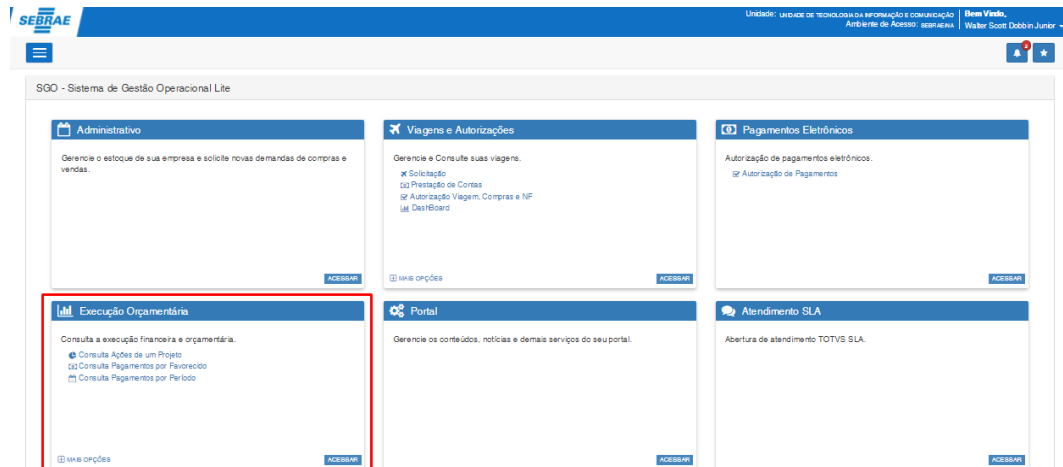 SEBRAE
Unidade: UNIDADE DE TECNOLOGIA DA INFORMAÇÃO E COMUNICAÇÃO
Ambiente de Acesso: SEBRAE/NA
Bem Vindo,
Walter Scott Dobbin Junior
2
SGO - Sistema de Gestão Operacional Lite
Administrativo
Gerencie o estoque de sua empresa e solicite novas demandas de compras e
vendas.
ACESSAR
Viagens e Autorizações
Gerencie e Consulte suas viagens.
Solicitação
Prestação de Contas
Autorização Viagem, Compras e NF
DashBoard
MAIS OPÇÕES
ACESSAR
Pagamentos Eletrônicos
Autorização de pagamentos eletrônicos.
Autorização de Pagamentos
ACESSAR
Execução Orçamentária
Consulta a execução financeira e orçamentária.
Consulta Ações de um Projeto
Consulta Pagamentos por Favorecido
Consulta Pagamentos por Período
MAIS OPÇÕES
ACESSAR
Portal
Gerencie os conteúdos, notícias e demais serviços do seu portal.
ACESSAR
Atendimento SLA
Abertura de atendimento TOTVS SLA.
ACESSAR